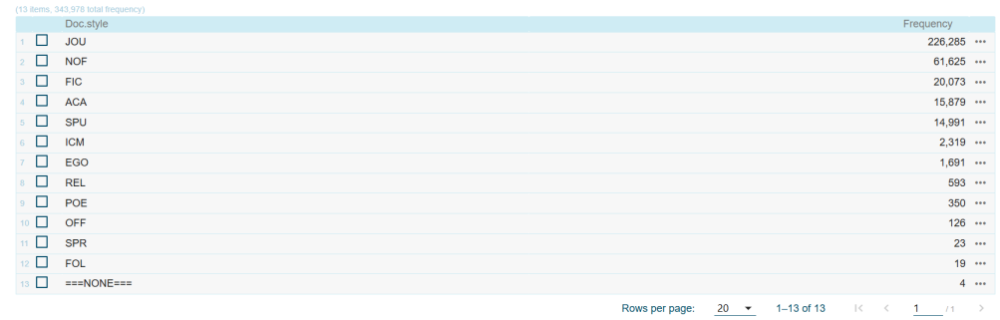 (13 items, 343,978 total frequency)
Doc.style Frequency
1 JOU 226,285 •••
2 NOF 61,625 •••
3 FIC 20,073 •••
4 ACA 15,879 •••
5 SPU 14,991 •••
6 ICM 2,319 •••
7 EGO 1,691 •••
8 REL 593 •••
9 POE 350 •••
10 OFF 126 •••
11 SPR 23 •••
12 FOL 19 •••
13 ===NONE=== 4 •••
Rows per page: 20 1–13 of 13 1 / 1